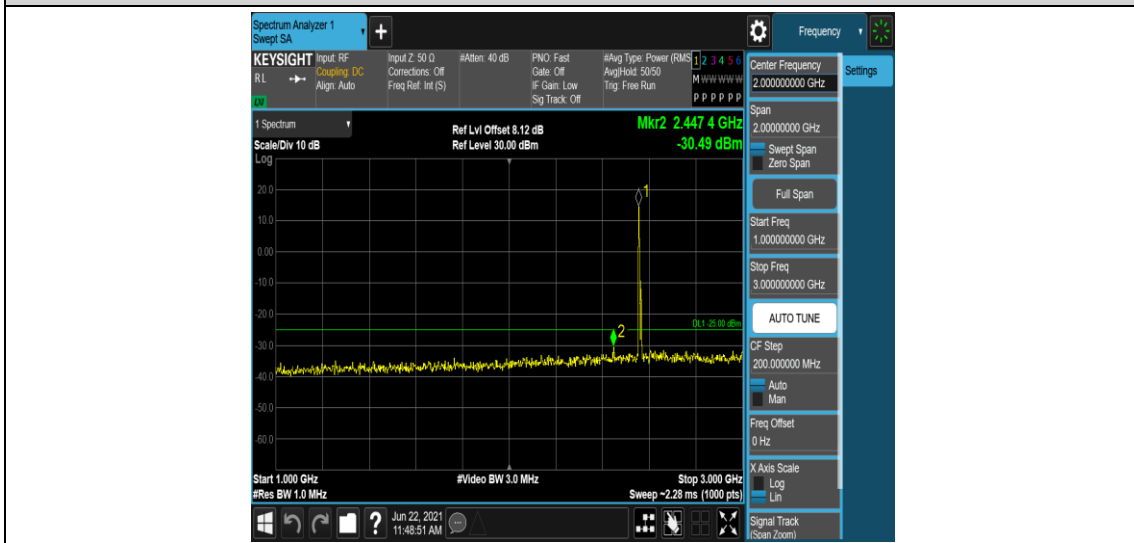 Spectrum Analyzer 1
Swept SA
+
Frequency
KEYSIGHT
RL
Input: RF
Coupling: DC
Align: Auto
Input Z: 50 Ω
Corrections: Off
Freq Ref: Int (S)
#Atten: 40 dB
PNO: Fast
Gate: Off
IF Gain: Low
Sig Track: Off
#Avg Type: Power (RMS
Avg|Hold: 50/50
Trig: Free Run
1 2 3 4 5 6
M W W W W W
P P P P P P
1 Spectrum
Scale/Div 10 dB
Log
Ref Lvl Offset 8.12 dB
Ref Level 30.00 dBm
Mkr2 2.447 4 GHz
-30.49 dBm
20.0
10.0
0.00
-10.0
-20.0
-30.0
-40.0
-50.0
-60.0
1
2
DL1 -25.00 dBm
Start 1.000 GHz
#Res BW 1.0 MHz
#Video BW 3.0 MHz
Stop 3.000 GHz
Sweep ~2.28 ms (1000 pts)
Center Frequency
2.000000000 GHz
Settings
Span
2.00000000 GHz
Swept Span
Zero Span
Full Span
Start Freq
1.000000000 GHz
Stop Freq
3.000000000 GHz
AUTO TUNE
CF Step
200.000000 MHz
Auto
Man
Freq Offset
0 Hz
X Axis Scale
Log
Lin
Signal Track
(Span Zoom)
?
Jun 22, 2021
11:48:51 AM